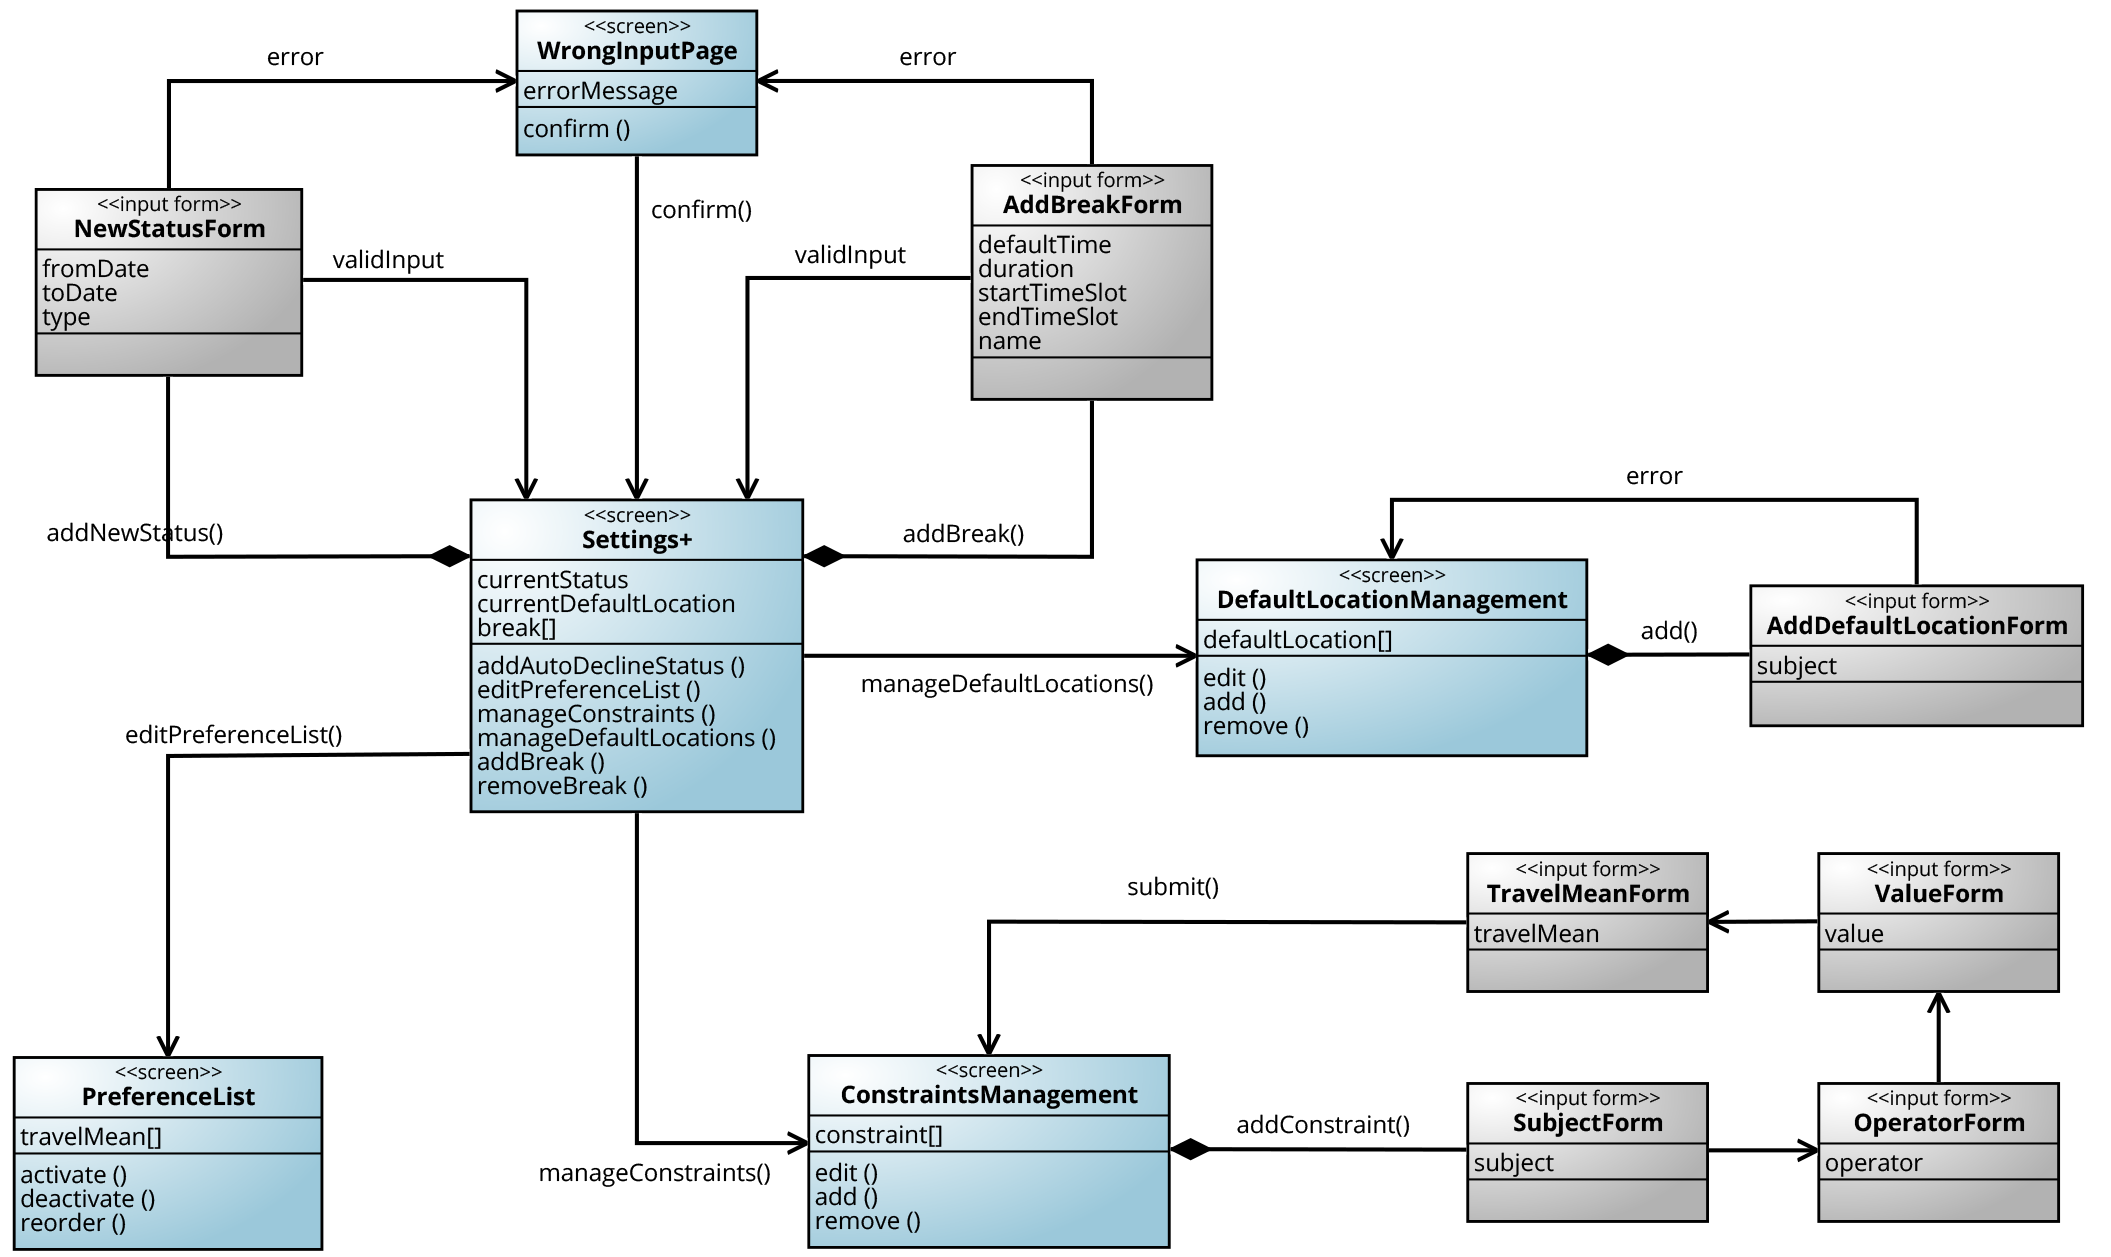 <<screen>>
WrongInputPage
errorMessage
confirm ()
error
error
<<input form>>
NewStatusForm
fromDate
toDate
type
validInput
confirm()
<<input form>>
AddBreakForm
defaultTime
duration
startTimeSlot
endTimeSlot
name
validInput
addNewStatus()
addBreak()
<<screen>>
Settings+
currentStatus
currentDefaultLocation
break[]
addAutoDeclineStatus ()
editPreferenceList ()
manageConstraints ()
manageDefaultLocations ()
addBreak ()
removeBreak ()
manageDefaultLocations()
error
<<screen>>
DefaultLocationManagement
defaultLocation[]
edit ()
add ()
remove ()
add()
<<input form>>
AddDefaultLocationForm
subject
editPreferenceList()
<<screen>>
PreferenceList
travelMean[]
activate ()
deactivate ()
reorder ()
manageConstraints()
submit()
<<screen>>
ConstraintsManagement
constraint[]
edit ()
add ()
remove ()
addConstraint()
<<input form>>
TravelMeanForm
travelMean
<<input form>>
ValueForm
value
<<input form>>
SubjectForm
subject
<<input form>>
OperatorForm
operator